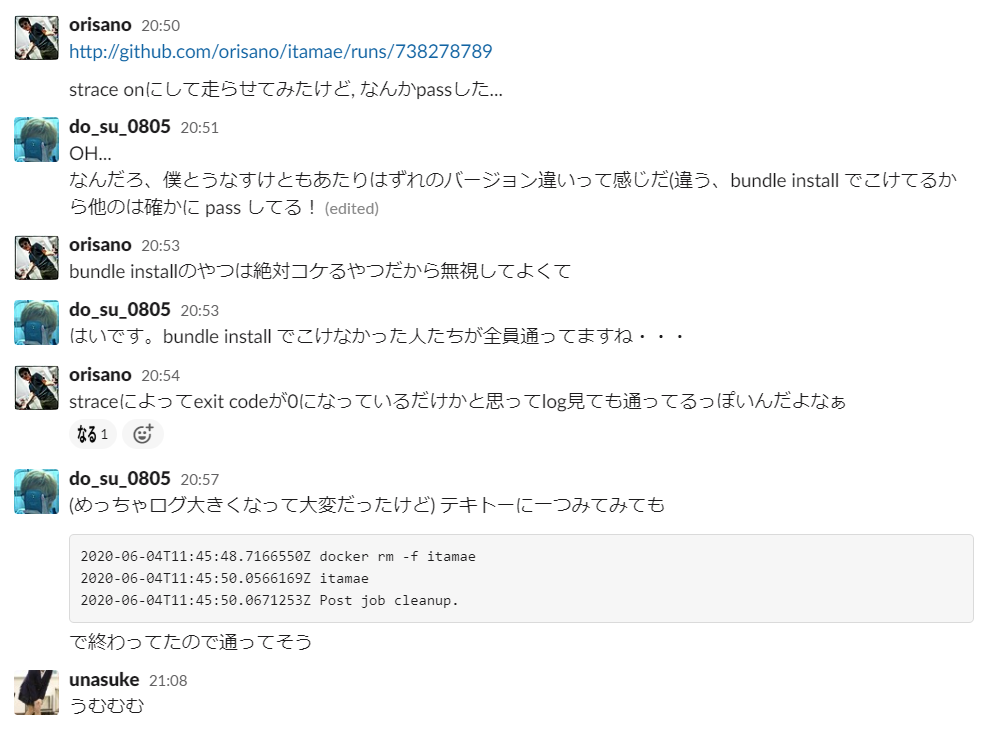 orisano 20:50
http://github.com/orisano/itamae/runs/738278789
strace onにして走らせてみたけど, なんかpassした...
do_su_0805 20:51
OH...
なんだろ、僕とうなすけともあたりはずれのバージョン違いって感じだ(違う、bundle install でこけてるか
ら他のは確かに pass してる！ (edited)
orisano 20:53
bundle installのやつは絶対コケるやつだから無視してよくて
do_su_0805 20:53
はいです。bundle install でこけなかった人たちが全員通ってますね・・・
orisano 20:54
straceによってexit codeが0になっているだけかと思ってlog見ても通ってるっぽいんだよなぁ
なる 1
do_su_0805 20:57
(めっちゃログ大きくなって大変だったけど) テキトーに一つみてみても
2020-06-04T11:45:48.7166550Z docker rm -f itamae
2020-06-04T11:45:50.0566169Z itamae
2020-06-04T11:45:50.0671253Z Post job cleanup.
で終わってたので通ってそう
unasuke 21:08
うむむむ